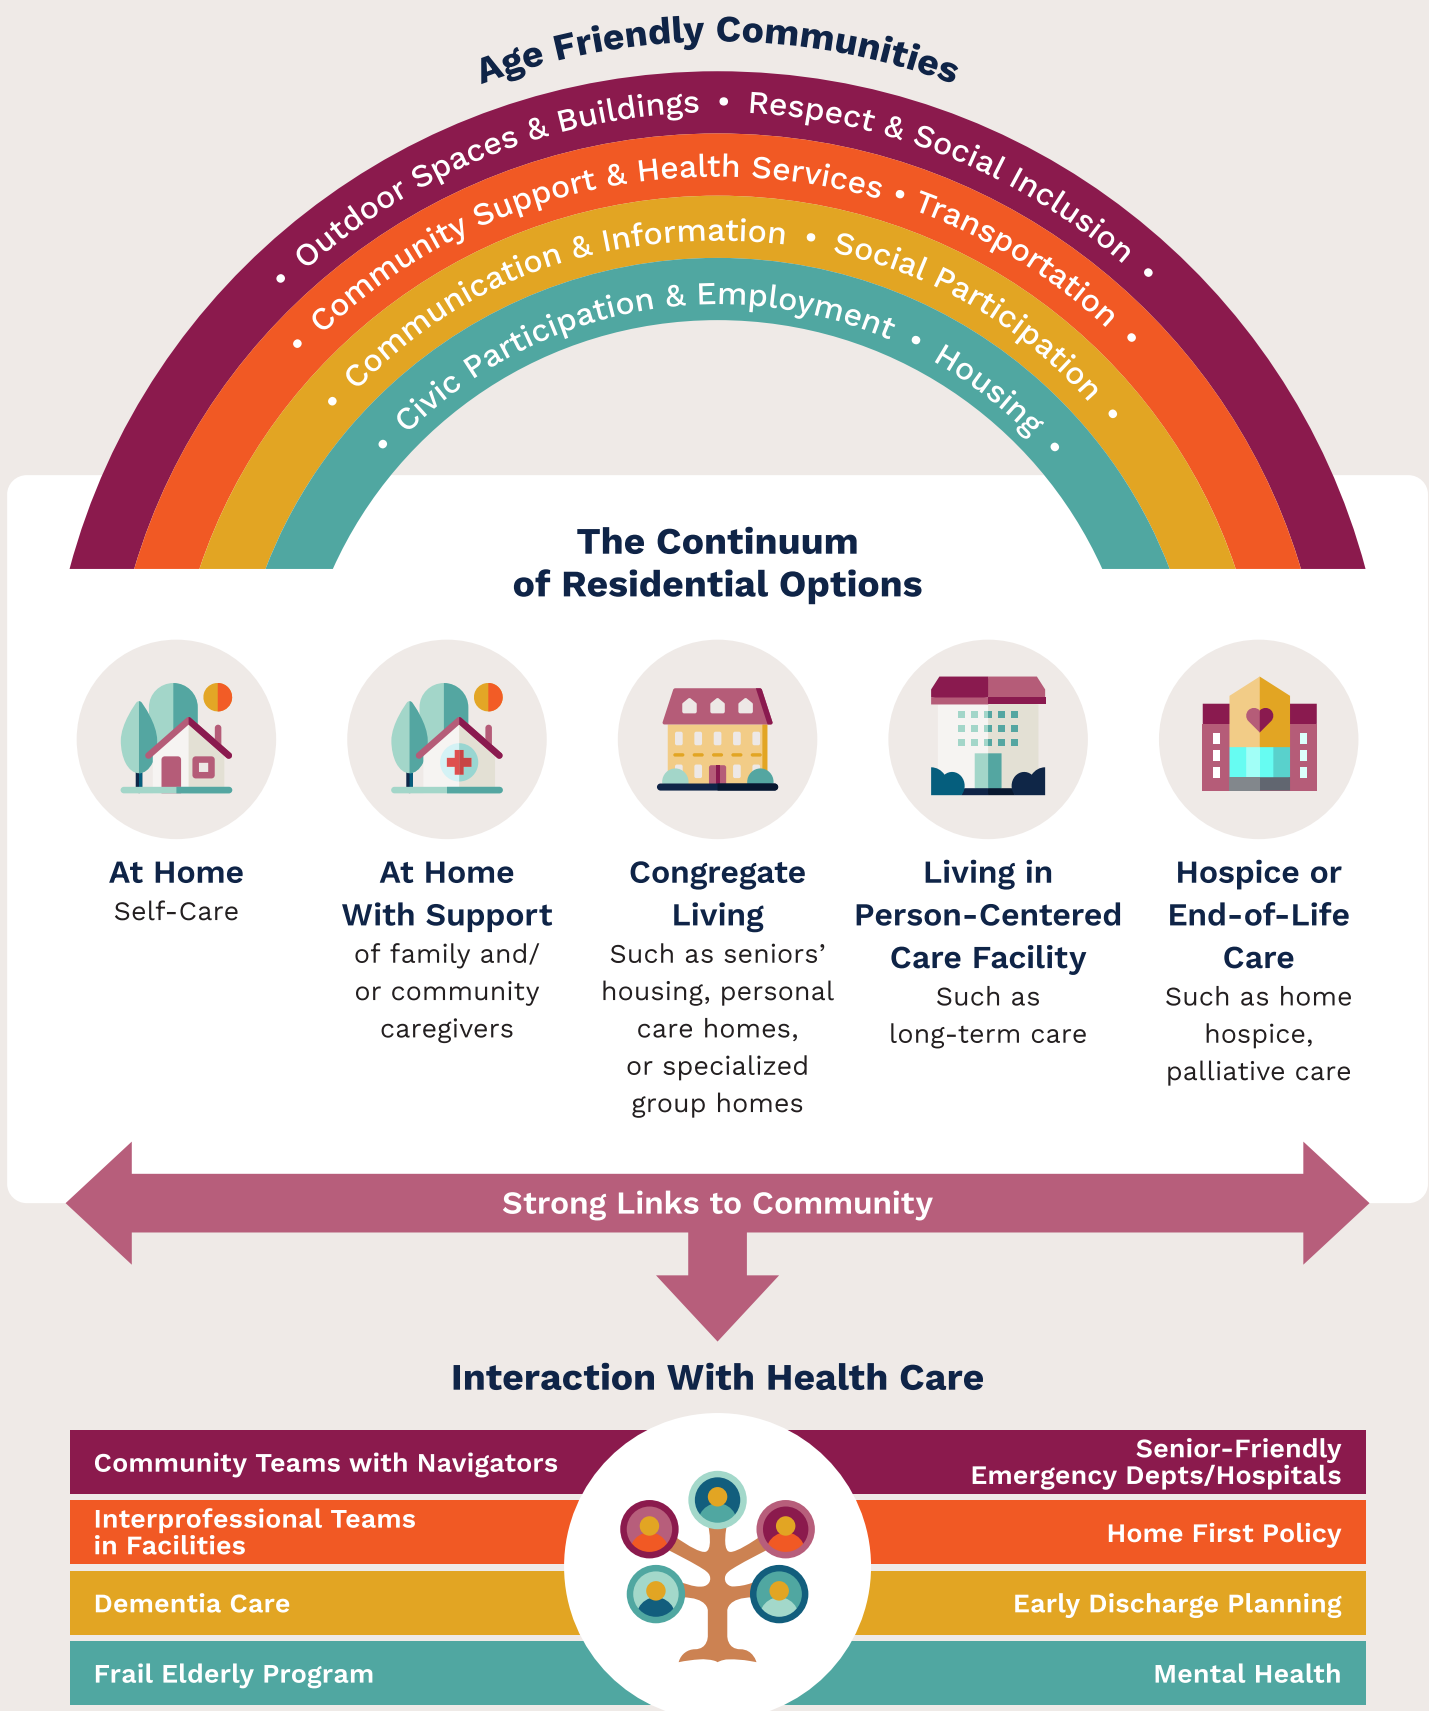 Age Friendly Communities
• Outdoor Spaces & Buildings • Respect & Social Inclusion •
• Community Support & Health Services • Transportation •
• Communication & Information • Social Participation •
• Civic Participation & Employment • Housing •
The Continuum
of Residential Options
At Home
Self-Care
At Home
With Support
of family and/
or community
caregivers
Congregate
Living
Such as seniors’
housing, personal
care homes,
or specialized
group homes
Living in
Person-Centered
Care Facility
Such as
long-term care
Hospice or
End-of-Life
Care
Such as home
hospice,
palliative care
Strong Links to Community
Interaction With Health Care
Community Teams with Navigators
Interprofessional Teams
in Facilities
Dementia Care
Frail Elderly Program
Senior-Friendly
Emergency Depts/Hospitals
Home First Policy
Early Discharge Planning
Mental Health